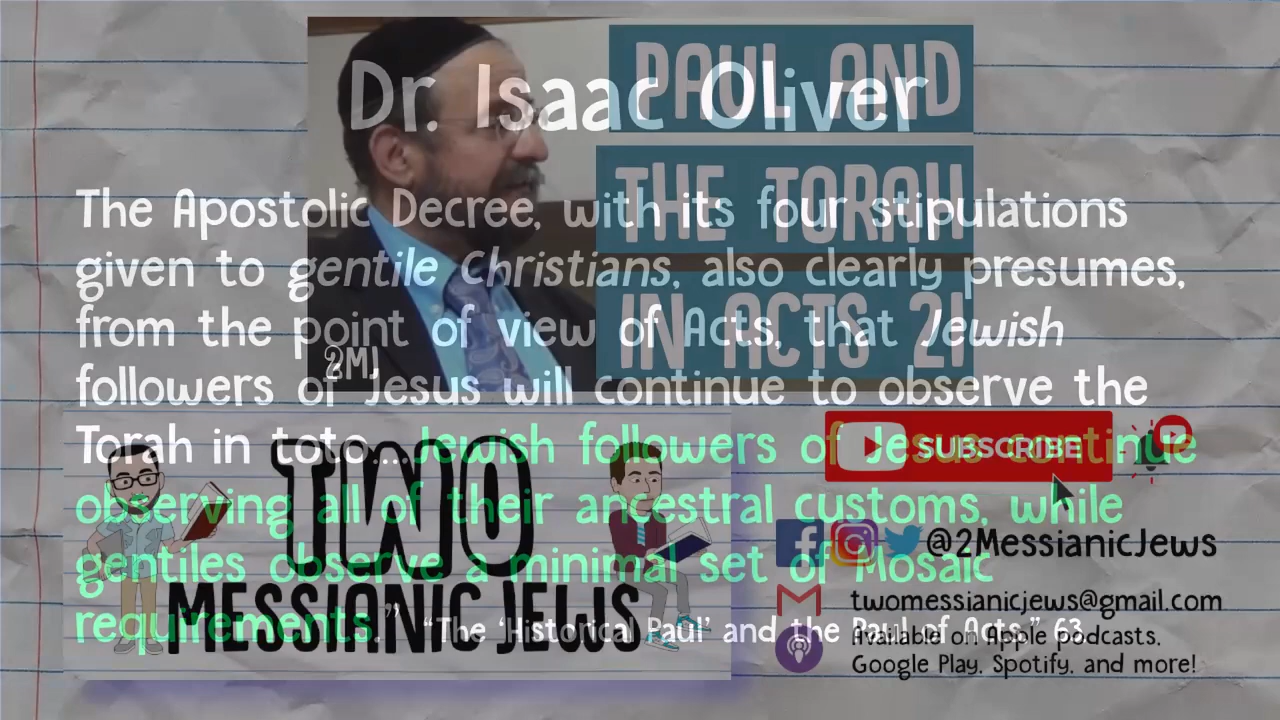 Dr. Isaac Oliver
PAUL AND
THE TORAH
IN ACTS 21
The Apostolic Decree, with its four stipulations
given to gentile Christians, also clearly presumes,
from the point of view of Acts, that Jewish
followers of Jesus will continue to observe the
Torah in toto....Jewish followers of Jesus continue
observing all of their ancestral customs, while
gentiles observe a minimal set of Mosaic
requirements.” “The ‘Historical Paul’ and the Paul of Acts,” 63
2MJ
TWO
MESSIANIC JEWS
SUBSCRIBE
@2MessianicJews
twomessianicjews@gmail.com
Available on Apple podcasts,
Google Play, Spotify, and more!